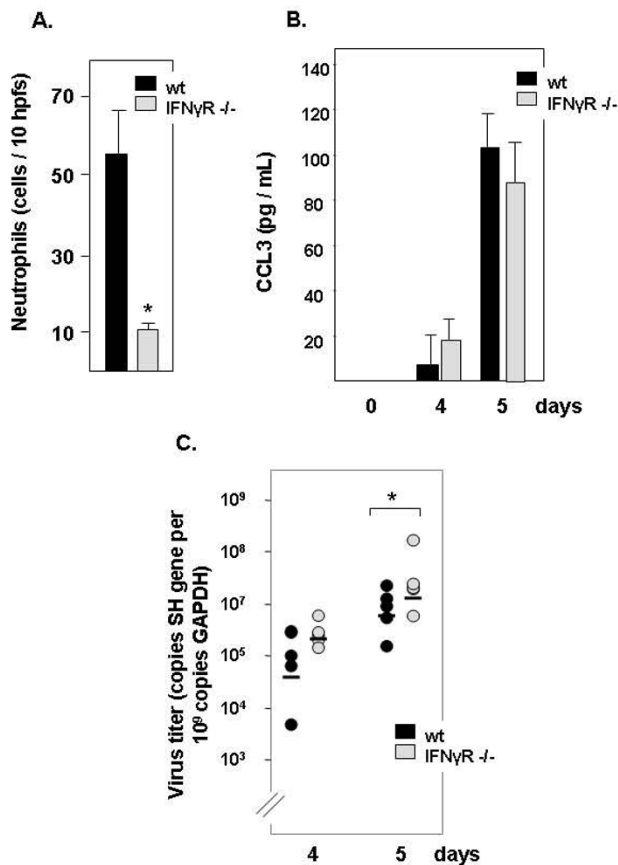 A.
Neutrophils (cells / 10 hpfs)
70
50
30
10
wt
IFNγR -/-
*
B.
CCL3 (pg / mL)
140
120
100
80
60
40
20
wt
IFNγR -/-
0 4 5 days
C.
Virus titer (copies SH gene per
10⁹ copies GAPDH)
10⁹
10⁸
10⁷
10⁵
10⁴
10³
*
wt
IFNγR -/-
4 5 days